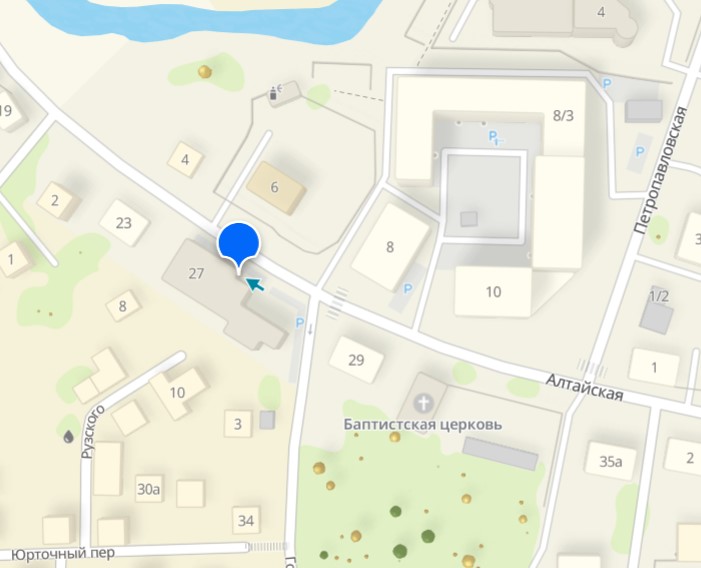 4
8/3
P
P
P
Петропавловская
19
4
6
2
23
8
1
27
10
1/2
8
P
P
29
1
Алтайская
10
Рузского
3
Баптистская церковь
35а
2
30а
34
Юрточный пер